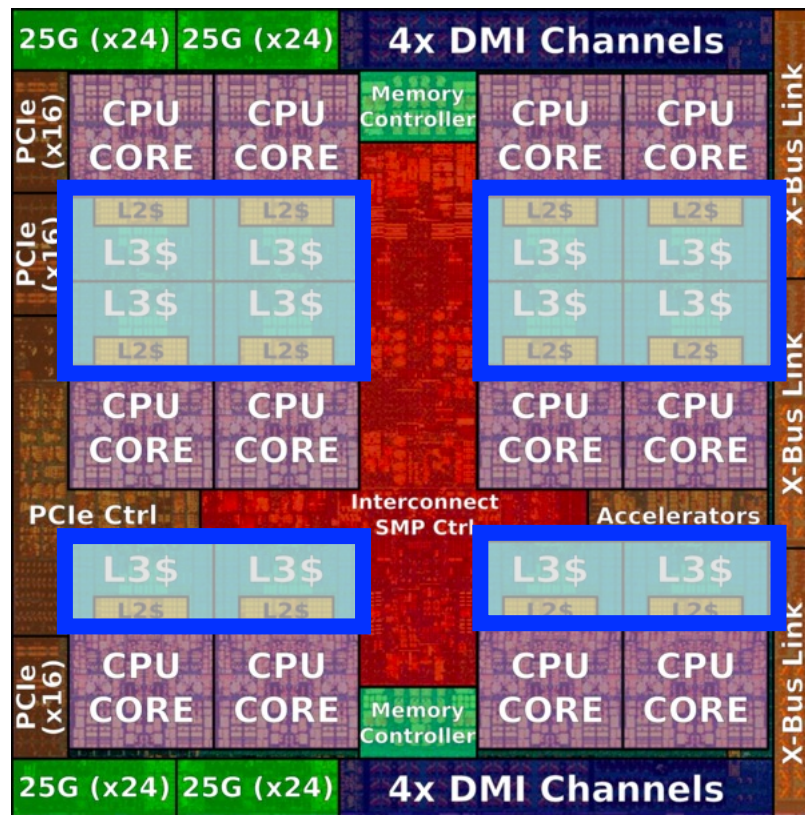 25G (x24) 25G (x24) 4x DMI Channels
PCIe
(x16)
CPU
CORE
CPU
CORE
Memory
Controller
CPU
CORE
CPU
CORE
X-Bus Link
PCIe
(x16)
L2$ L2$ L2$ L2$
L3$ L3$ L3$ L3$
L3$ L3$ L3$ L3$
L2$ L2$ L2$ L2$
X-Bus Link
CPU
CORE
CPU
CORE
CPU
CORE
CPU
CORE
PCIe Ctrl
Interconnect
SMP Ctrl
Accelerators
L3$ L3$ L3$ L3$
L2$ L2$ L2$ L2$
X-Bus Link
PCIe
(x16)
CPU
CORE
CPU
CORE
Memory
Controller
CPU
CORE
CPU
CORE
25G (x24) 25G (x24) 4x DMI Channels